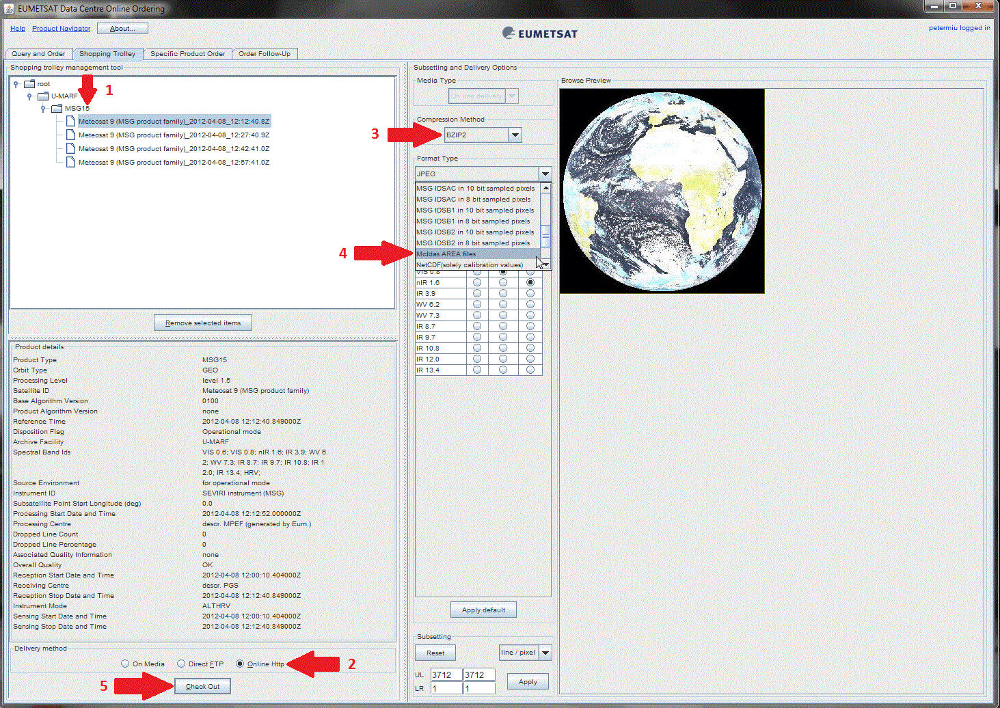 EUMETSAT Data Centre Online Ordering
Help Product Navigator About...
EUMETSAT
petermiu logged in
Query and Order Shopping Trolley Specific Product Order Order Follow-Up
Shopping trolley management tool
root
1
U-MARF
MSG15
Meteosat 9 (MSG product family)_2012-04-08_12:12:40.8Z
Meteosat 9 (MSG product family)_2012-04-08_12:27:40.9Z
Meteosat 9 (MSG product family)_2012-04-08_12:42:41.0Z
Meteosat 9 (MSG product family)_2012-04-08_12:57:41.0Z
Remove selected items
Product details
Product Type MSG15
Orbit Type GEO
Processing Level level 1.5
Satellite ID Meteosat 9 (MSG product family)
Base Algorithm Version 0100
Product Algorithm Version none
Reference Time 2012-04-08 12:12:40.849000Z
Disposition Flag Operational mode
Archive Facility U-MARF
Spectral Band Ids VIS 0.6; VIS 0.8; nIR 1.6; IR 3.9; WV 6.
2; WV 7.3; IR 8.7; IR 9.7; IR 10.8; IR 1
2.0; IR 13.4; HRV;
Source Environment for operational mode
Instrument ID SEVIRI instrument (MSG)
Subsatellite Point Start Longitude (deg) 0.0
Processing Start Date and Time 2012-04-08 12:12:52.000000Z
Processing Centre descr. MPEF (generated by Eum.)
Dropped Line Count 0
Dropped Line Percentage 0
Associated Quality Information none
Overall Quality OK
Reception Start Date and Time 2012-04-08 12:00:10.404000Z
Receiving Centre descr. PGS
Reception Stop Date and Time 2012-04-08 12:12:40.849000Z
Instrument Mode ALTHRV
Sensing Start Date and Time 2012-04-08 12:00:10.404000Z
Sensing Stop Date and Time 2012-04-08 12:12:40.849000Z
Delivery method
On Media Direct FTP Online Http 2
5 Check Out
Subsetting and Delivery Options
Media Type
On-line delivery
Compression Method
3 BZIP2
Format Type
JPEG
MSG IDSAC in 10 bit sampled pixels
MSG IDSAC in 8 bit sampled pixels
MSG IDSB1 in 10 bit sampled pixels
MSG IDSB1 in 8 bit sampled pixels
MSG IDSB2 in 10 bit sampled pixels
MSG IDSB2 in 8 bit sampled pixels
4 McIdas AREA files
NetCDF(solely calibration values)
VIS 0.8
nIR 1.6
IR 3.9
WV 6.2
WV 7.3
IR 8.7
IR 9.7
IR 10.8
IR 12.0
IR 13.4
Apply default
Subsetting
Reset line / pixel
UL 3712 3712
LR 1 1
Apply
Browse Preview